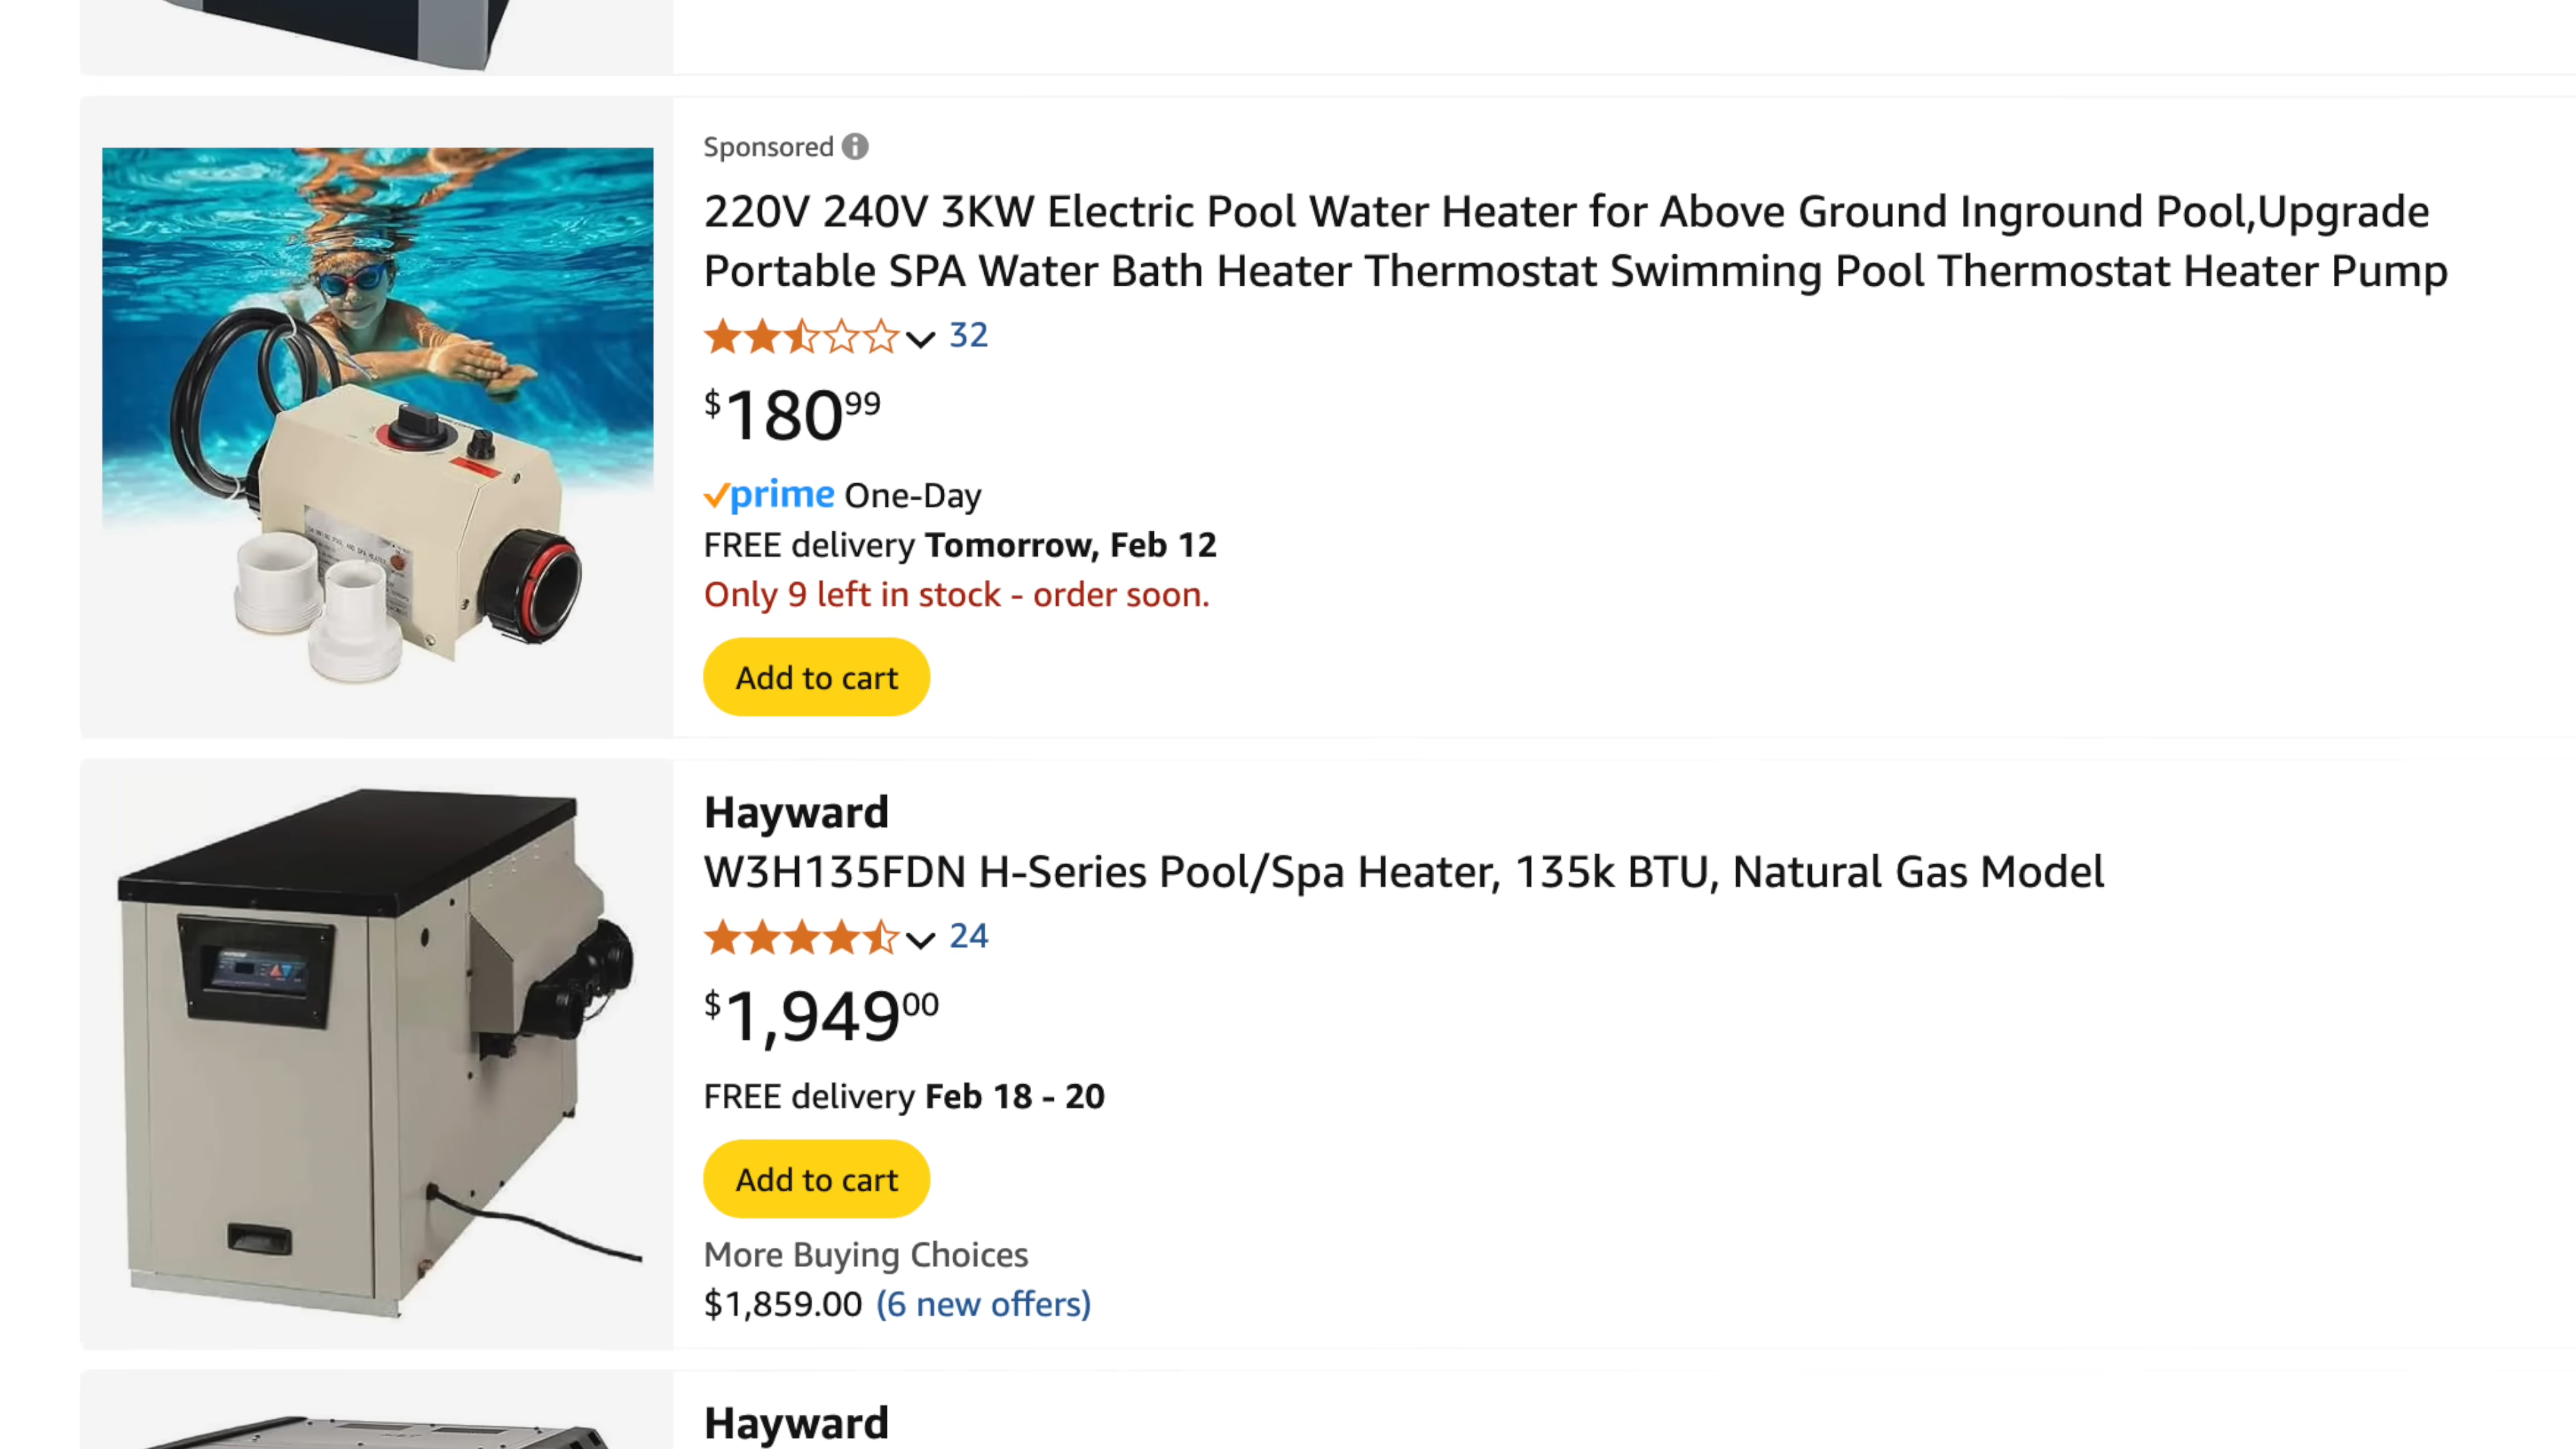 Sponsored
220V 240V 3KW Electric Pool Water Heater for Above Ground Inground Pool,Upgrade
Portable SPA Water Bath Heater Thermostat Swimming Pool Thermostat Heater Pump
32
$180.99
prime One-Day
FREE delivery Tomorrow, Feb 12
Only 9 left in stock - order soon.
Add to cart
Hayward
W3H135FDN H-Series Pool/Spa Heater, 135k BTU, Natural Gas Model
24
$1,949.00
FREE delivery Feb 18 - 20
Add to cart
More Buying Choices
$1,859.00 (6 new offers)
Hayward